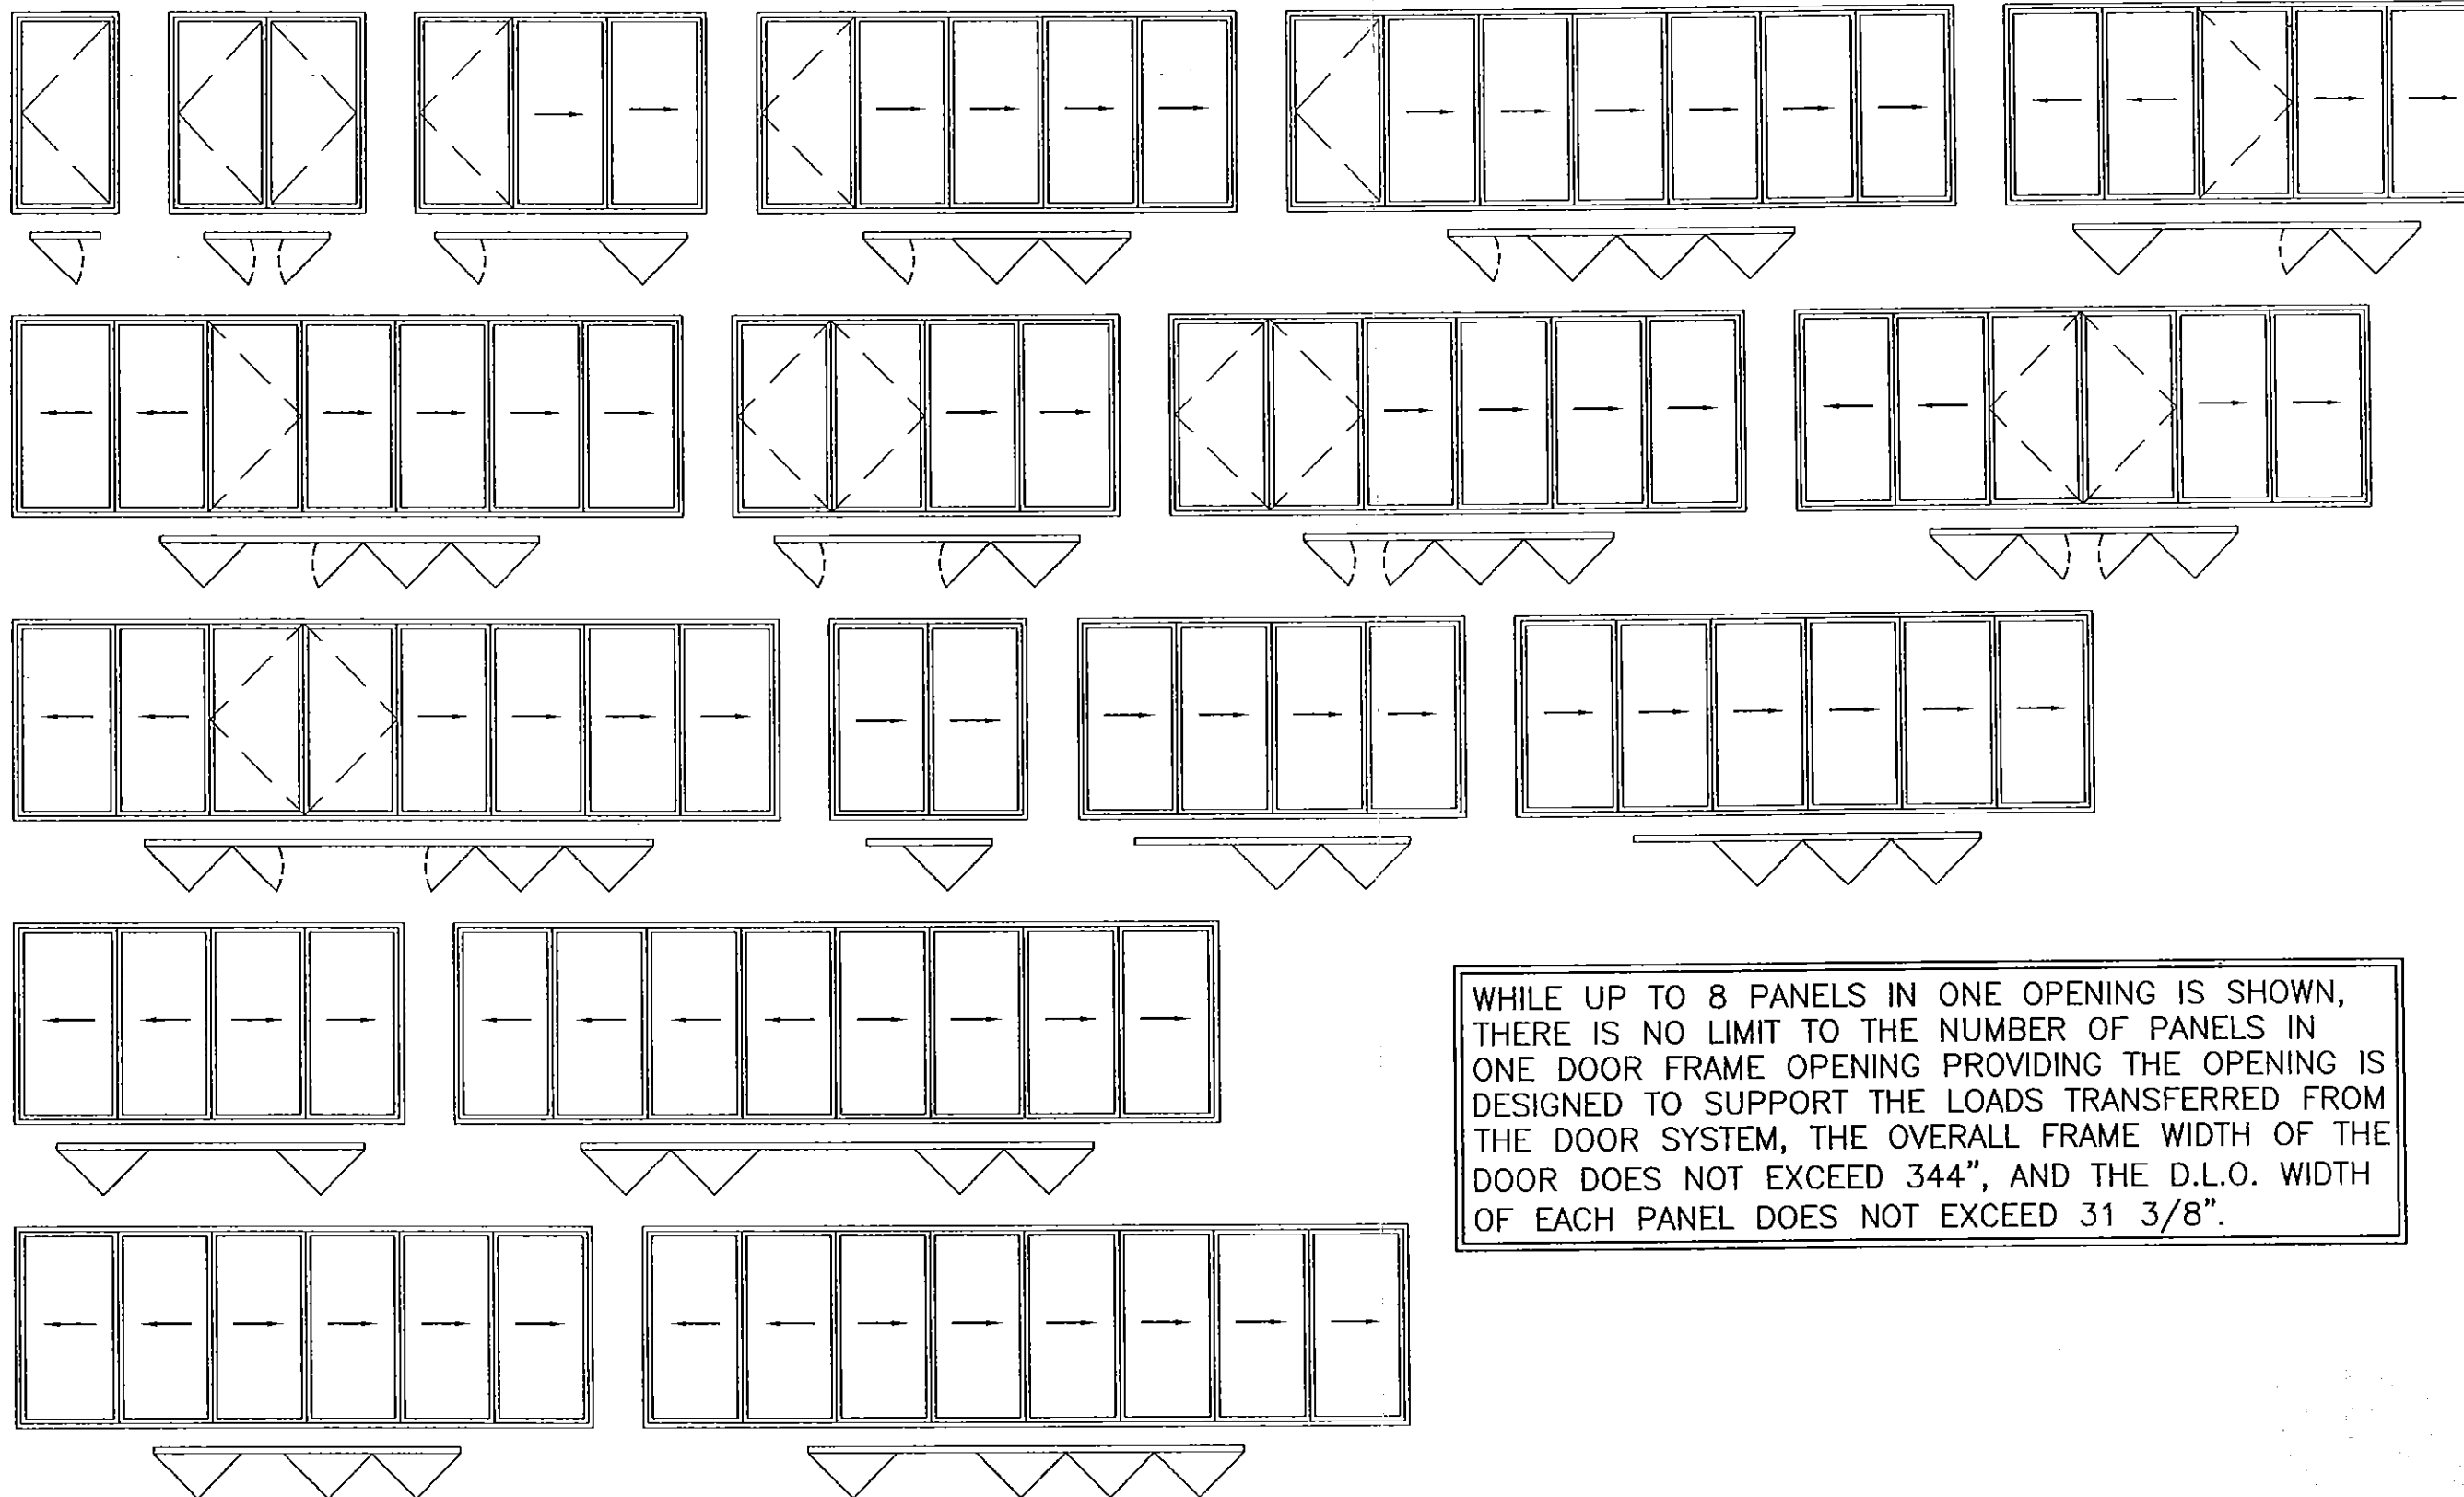 WHILE UP TO 8 PANELS IN ONE OPENING IS SHOWN,
THERE IS NO LIMIT TO THE NUMBER OF PANELS IN
ONE DOOR FRAME OPENING PROVIDING THE OPENING IS
DESIGNED TO SUPPORT THE LOADS TRANSFERRED FROM
THE DOOR SYSTEM, THE OVERALL FRAME WIDTH OF THE
DOOR DOES NOT EXCEED 344”, AND THE D.L.O. WIDTH
OF EACH PANEL DOES NOT EXCEED 31 3/8”.